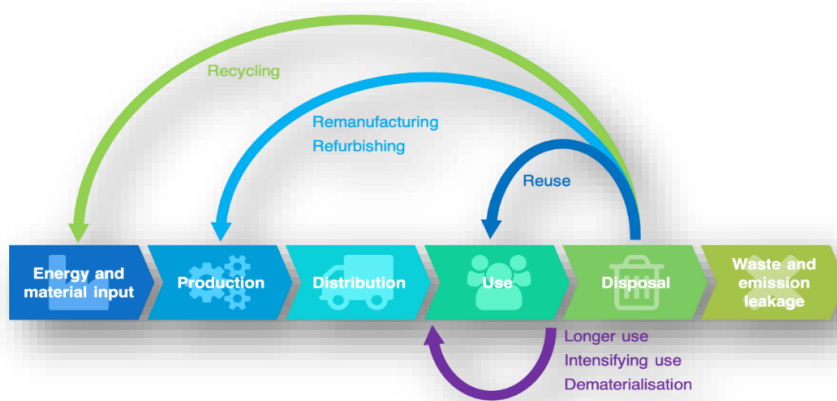 Recycling
Remanufacturing
Refurbishing
Reuse
Energy and
material input
Production
Distribution
Use
Disposal
Waste and
emission
leakage
Longer use
Intensifying use
Dematerialisation